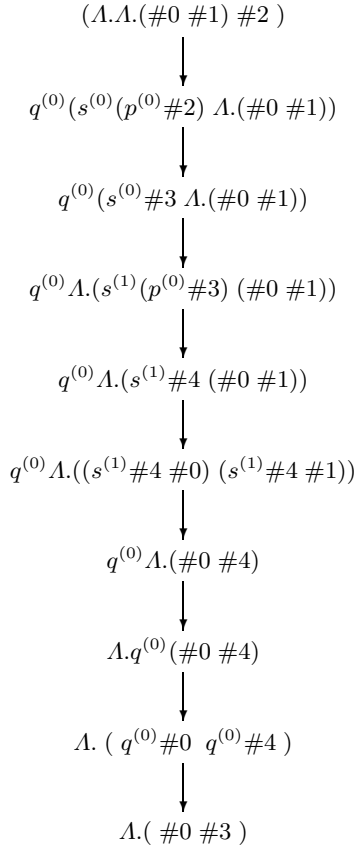 (Λ.Λ.(#0 #1) #2 )
q⁽⁰⁾(s⁽⁰⁾(p⁽⁰⁾#2) Λ.(#0 #1))
q⁽⁰⁾(s⁽⁰⁾#3 Λ.(#0 #1))
q⁽⁰⁾Λ.(s⁽¹⁾(p⁽⁰⁾#3) (#0 #1))
q⁽⁰⁾Λ.(s⁽¹⁾#4 (#0 #1))
q⁽⁰⁾Λ.((s⁽¹⁾#4 #0) (s⁽¹⁾#4 #1))
q⁽⁰⁾Λ.(#0 #4)
Λ.q⁽⁰⁾(#0 #4)
Λ. ( q⁽⁰⁾#0 q⁽⁰⁾#4 )
Λ.( #0 #3 )